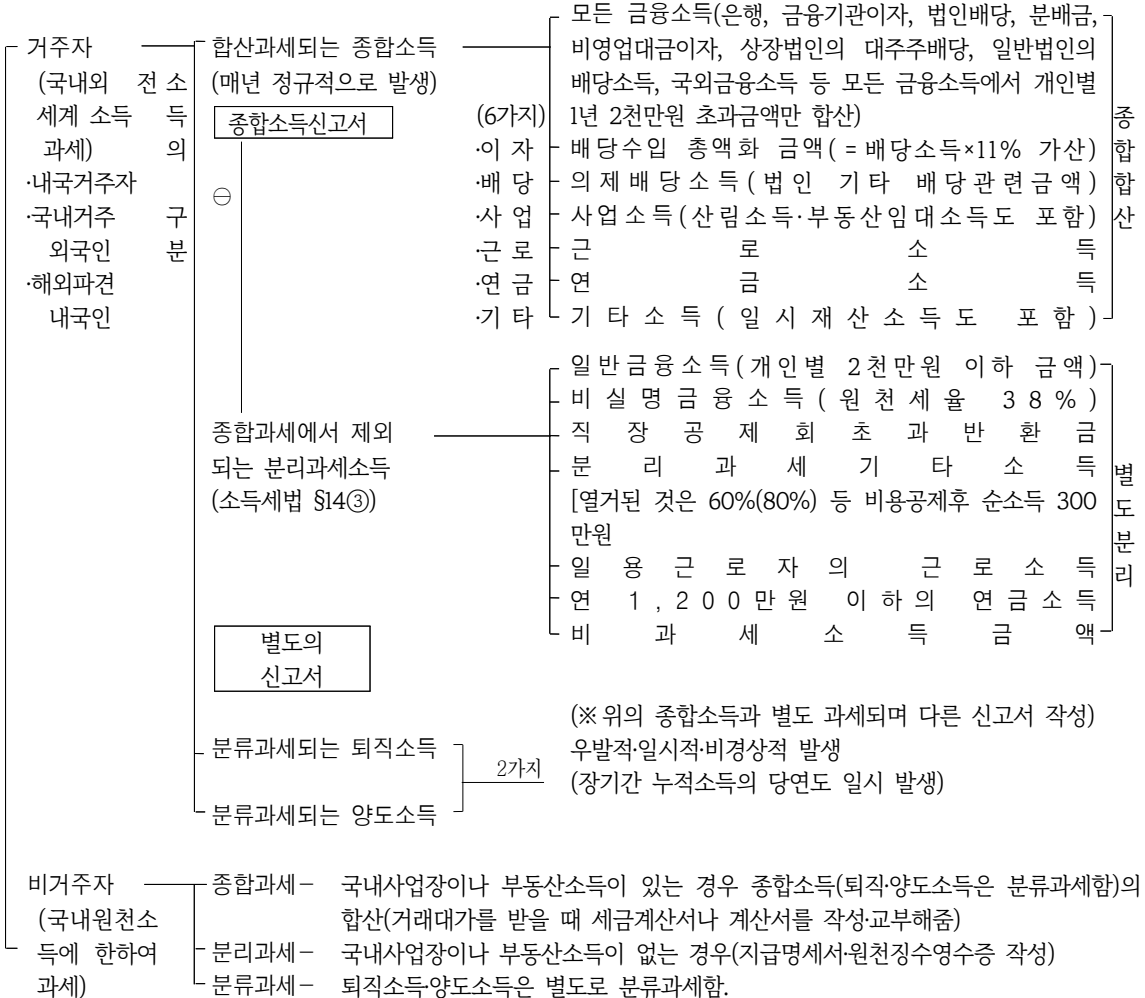 모든 금융소득(은행, 금융기관이자, 법인배당, 분배금,
거주자 합산과세되는 종합소득 비영업대금이자, 상장법인의 대주주배당, 일반법인의
(국내외 전 소 (매년 정규적으로 발생) 배당소득, 국외금융소득 등 모든 금융소득에서 개인별
세계 소득 득 종합소득신고서 (6가지) 1년 2천만원 초과금액만 합산) 종
과세) 의 ·이 자 배당수입 총액화 금액(=배당소득×11% 가산) 합
·내국거주자 ⊖ ·배 당 의제배당소득(법인 기타 배당관련금액) 합
·국내거주 구 ·사 업 사업소득(산림소득·부동산임대소득도 포함) 산
외국인 분 ·근 로 근 로 소 득
·해외파견 ·연 금 연 금 소 득
내국인 ·기 타 기타소득(일시재산소득도 포함)
일반금융소득(개인별 2천만원 이하 금액)
비실명금융소득(원천세율 38%)
종합과세에서 제외 직 장 공 제 회 초 과 반 환 금
되는 분리과세소득 분 리 과 세 기 타 소 득 별
(소득세법 §14③) [열거된 것은 60%(80%) 등 비용공제후 순소득 300 도
만원 분
일 용 근 로 자 의 근 로 소 득 리
연 1,200만원 이하의 연금소득
별도의 비 과 세 소 득 금 액
신고서
(※위의 종합소득과 별도 과세되며 다른 신고서 작성)
분류과세되는 퇴직소득 우발적·일시적·비경상적 발생
2가지 (장기간 누적소득의 당연도 일시 발생)
분류과세되는 양도소득
비거주자 종합과세- 국내사업장이나 부동산소득이 있는 경우 종합소득(퇴직·양도소득은 분류과세함)의
(국내원천소 합산(거래대가를 받을 때 세금계산서나 계산서를 작성·교부해줌)
득에 한하여 분리과세- 국내사업장이나 부동산소득이 없는 경우(지급명세서·원천징수영수증 작성)
과세) 분류과세- 퇴직소득·양도소득은 별도로 분류과세함.